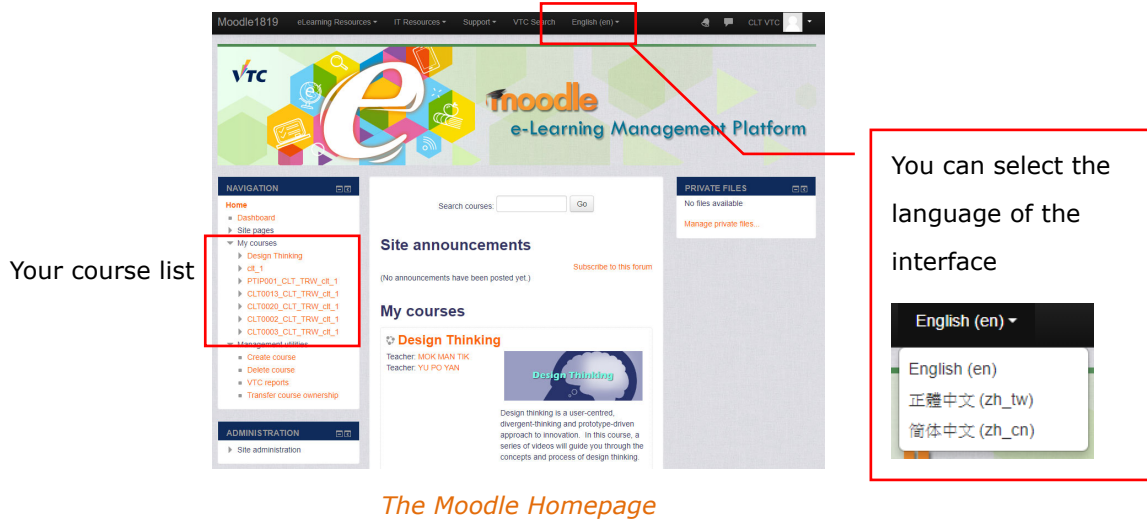 Moodle1819 eLearning Resources IT Resources Support VTC Search English (en) CLT VTC
VTC
e
moodle
e-Learning Management Platform
NAVIGATION
Home
Dashboard
Site pages
My courses
Design Thinking
clt_1
PTIP001_CLT_TRW_clt_1
CLT0013_CLT_TRW_clt_1
CLT0020_CLT_TRW_clt_1
CLT0002_CLT_TRW_clt_1
CLT0003_CLT_TRW_clt_1
Management utilities
Create course
Delete course
VTC reports
Transfer course ownership
ADMINISTRATION
Site administration
Your course list
Search courses: Go
Site announcements
Subscribe to this forum
(No announcements have been posted yet.)
My courses
Design Thinking
Teacher: MOK MAN TIK
Teacher: YU PO YAN
Design Thinking
Design thinking is a user-centred,
divergent-thinking and prototype-driven
approach to innovation. In this course, a
series of videos will guide you through the
concepts and process of design thinking.
PRIVATE FILES
No files available
Manage private files...
You can select the
language of the
interface
English (en)
English (en)
正體中文 (zh_tw)
简体中文 (zh_cn)
The Moodle Homepage